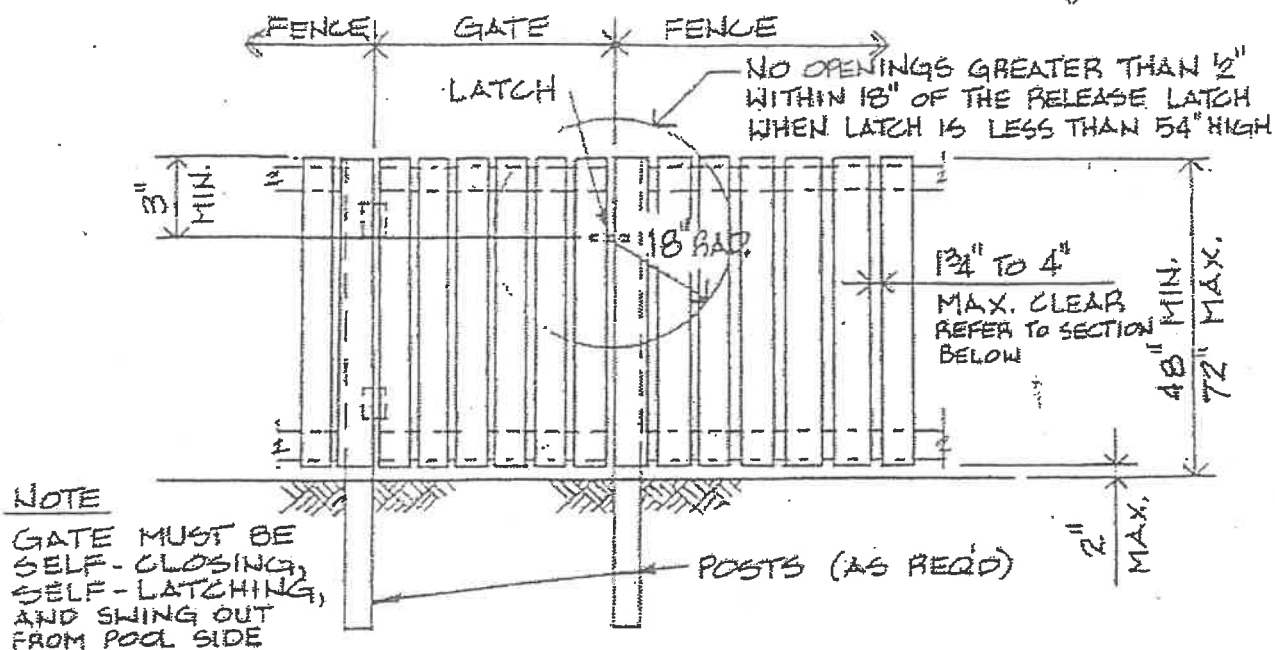 FENCE GATE FENCE
LATCH
NO OPENINGS GREATER THAN 1/2"
WITHIN 18" OF THE RELEASE LATCH
WHEN LATCH IS LESS THAN 54" HIGH
3"
MIN.
18" RAD.
1 3/4" TO 4"
MAX. CLEAR
REFER TO SECTION
BELOW
48" MIN.
72" MAX.
2"
MAX.
NOTE
GATE MUST BE
SELF-CLOSING,
SELF-LATCHING,
AND SWING OUT
FROM POOL SIDE
POSTS (AS REQ'D)